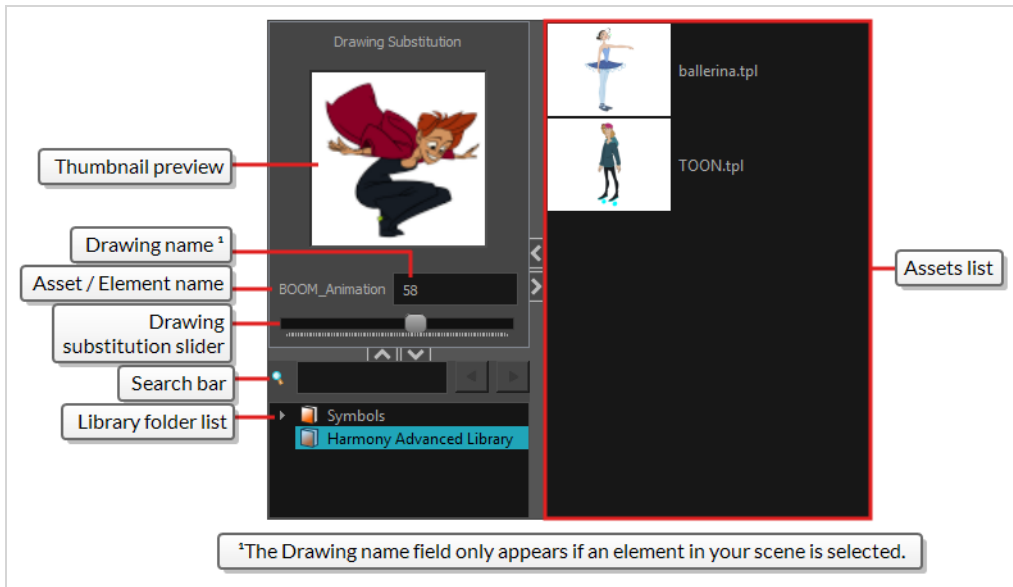 Drawing Substitution
ballerina.tpl
TOON.tpl
Thumbnail preview
Drawing name ¹
Asset / Element name
BOOM_Animation
58
Drawing
substitution slider
Search bar
Library folder list
Symbols
Harmony Advanced Library
Assets list
¹The Drawing name field only appears if an element in your scene is selected.